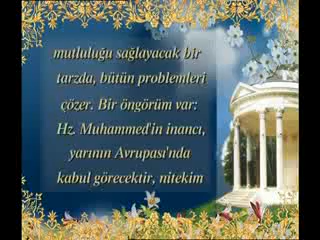 mutluluğu sağlayacak bir
tarzda, bütün problemleri
çözer. Bir öngörüm var:
Hz. Muhammed'in inancı,
yarının Avrupası'nda
kabul görecektir, nitekim